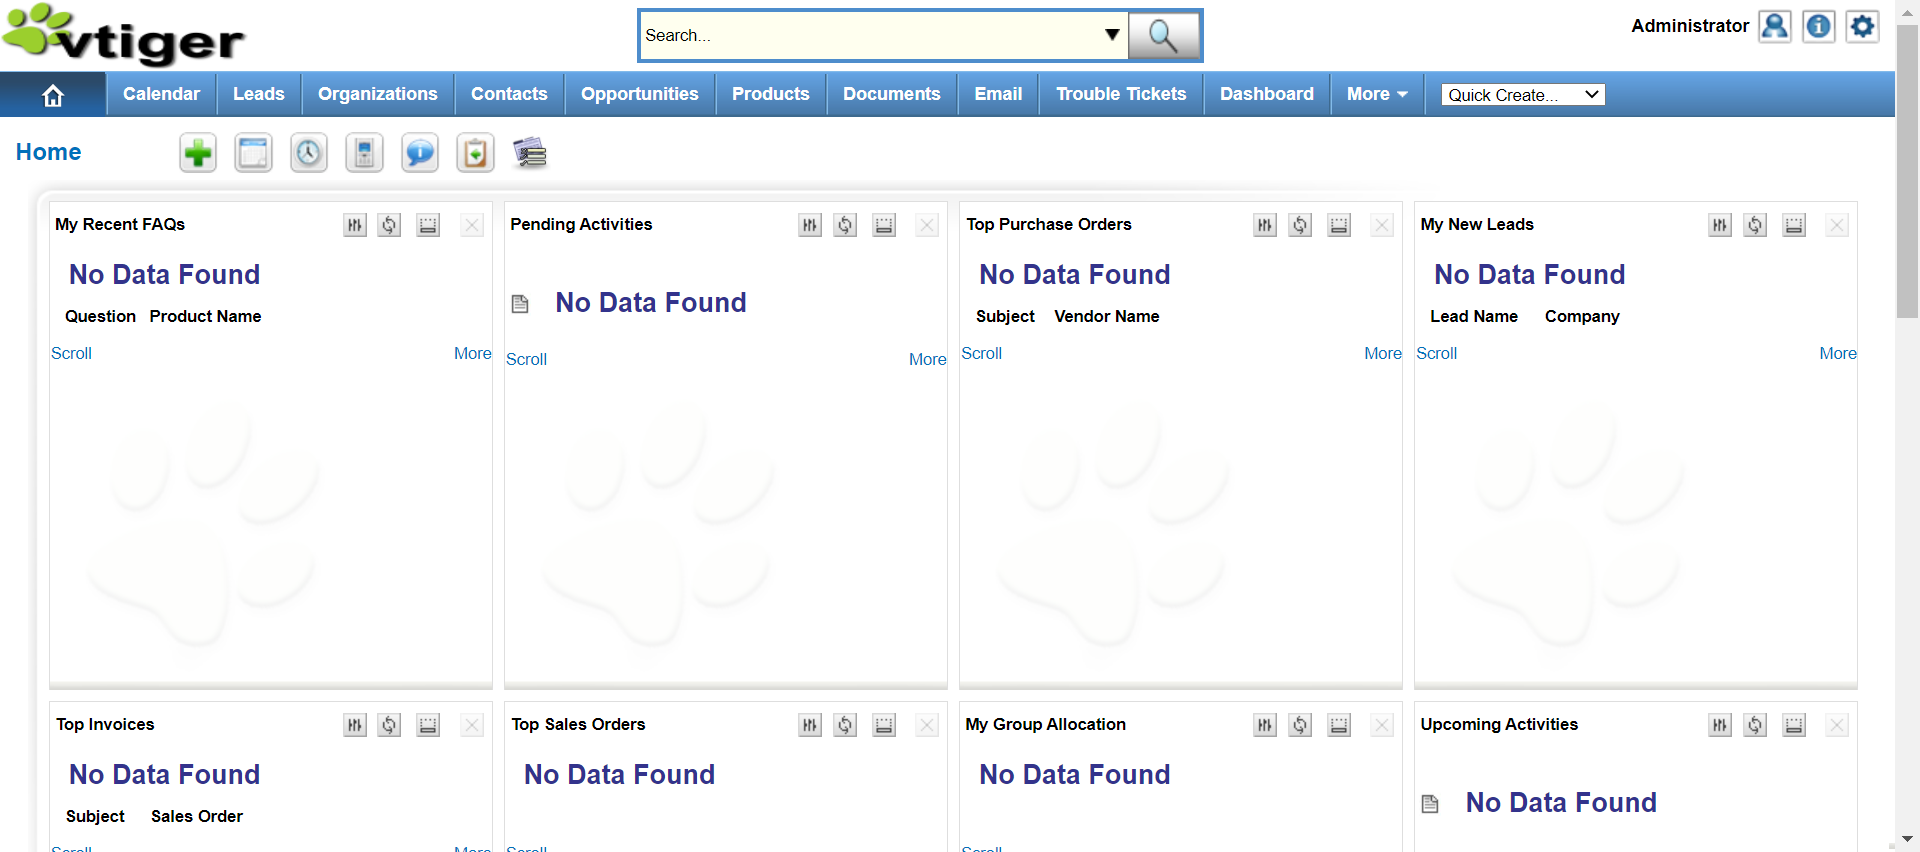 vtiger
Search...
Administrator
Calendar Leads Organizations Contacts Opportunities Products Documents Email Trouble Tickets Dashboard More Quick Create...
Home
My Recent FAQs
No Data Found
Question Product Name
Scroll More
Pending Activities
No Data Found
Scroll More
Top Purchase Orders
No Data Found
Subject Vendor Name
Scroll More
My New Leads
No Data Found
Lead Name Company
Scroll More
Top Invoices
No Data Found
Subject Sales Order
Scroll More
Top Sales Orders
No Data Found
Scroll
My Group Allocation
No Data Found
Scroll
Upcoming Activities
No Data Found